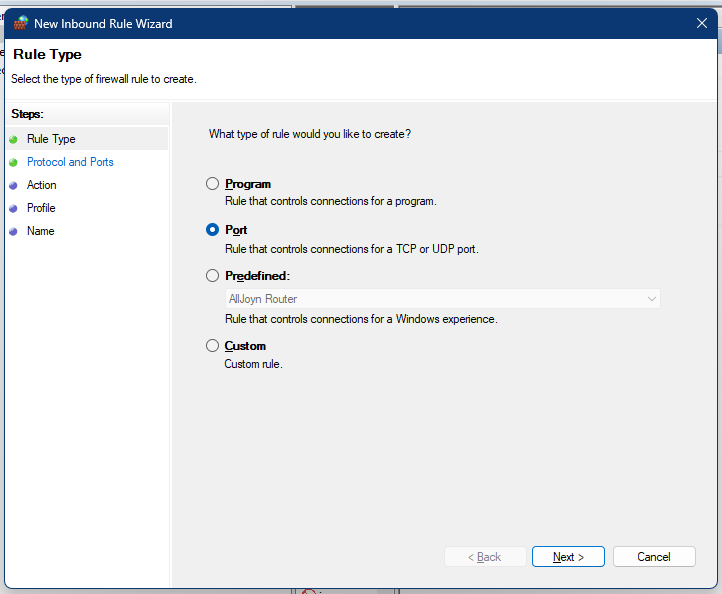 New Inbound Rule Wizard
Rule Type
Select the type of firewall rule to create.
Steps:
Rule Type
Protocol and Ports
Action
Profile
Name
What type of rule would you like to create?
Program
Rule that controls connections for a program.
Port
Rule that controls connections for a TCP or UDP port.
Predefined:
AllJoyn Router
Rule that controls connections for a Windows experience.
Custom
Custom rule.
< Back
Next >
Cancel